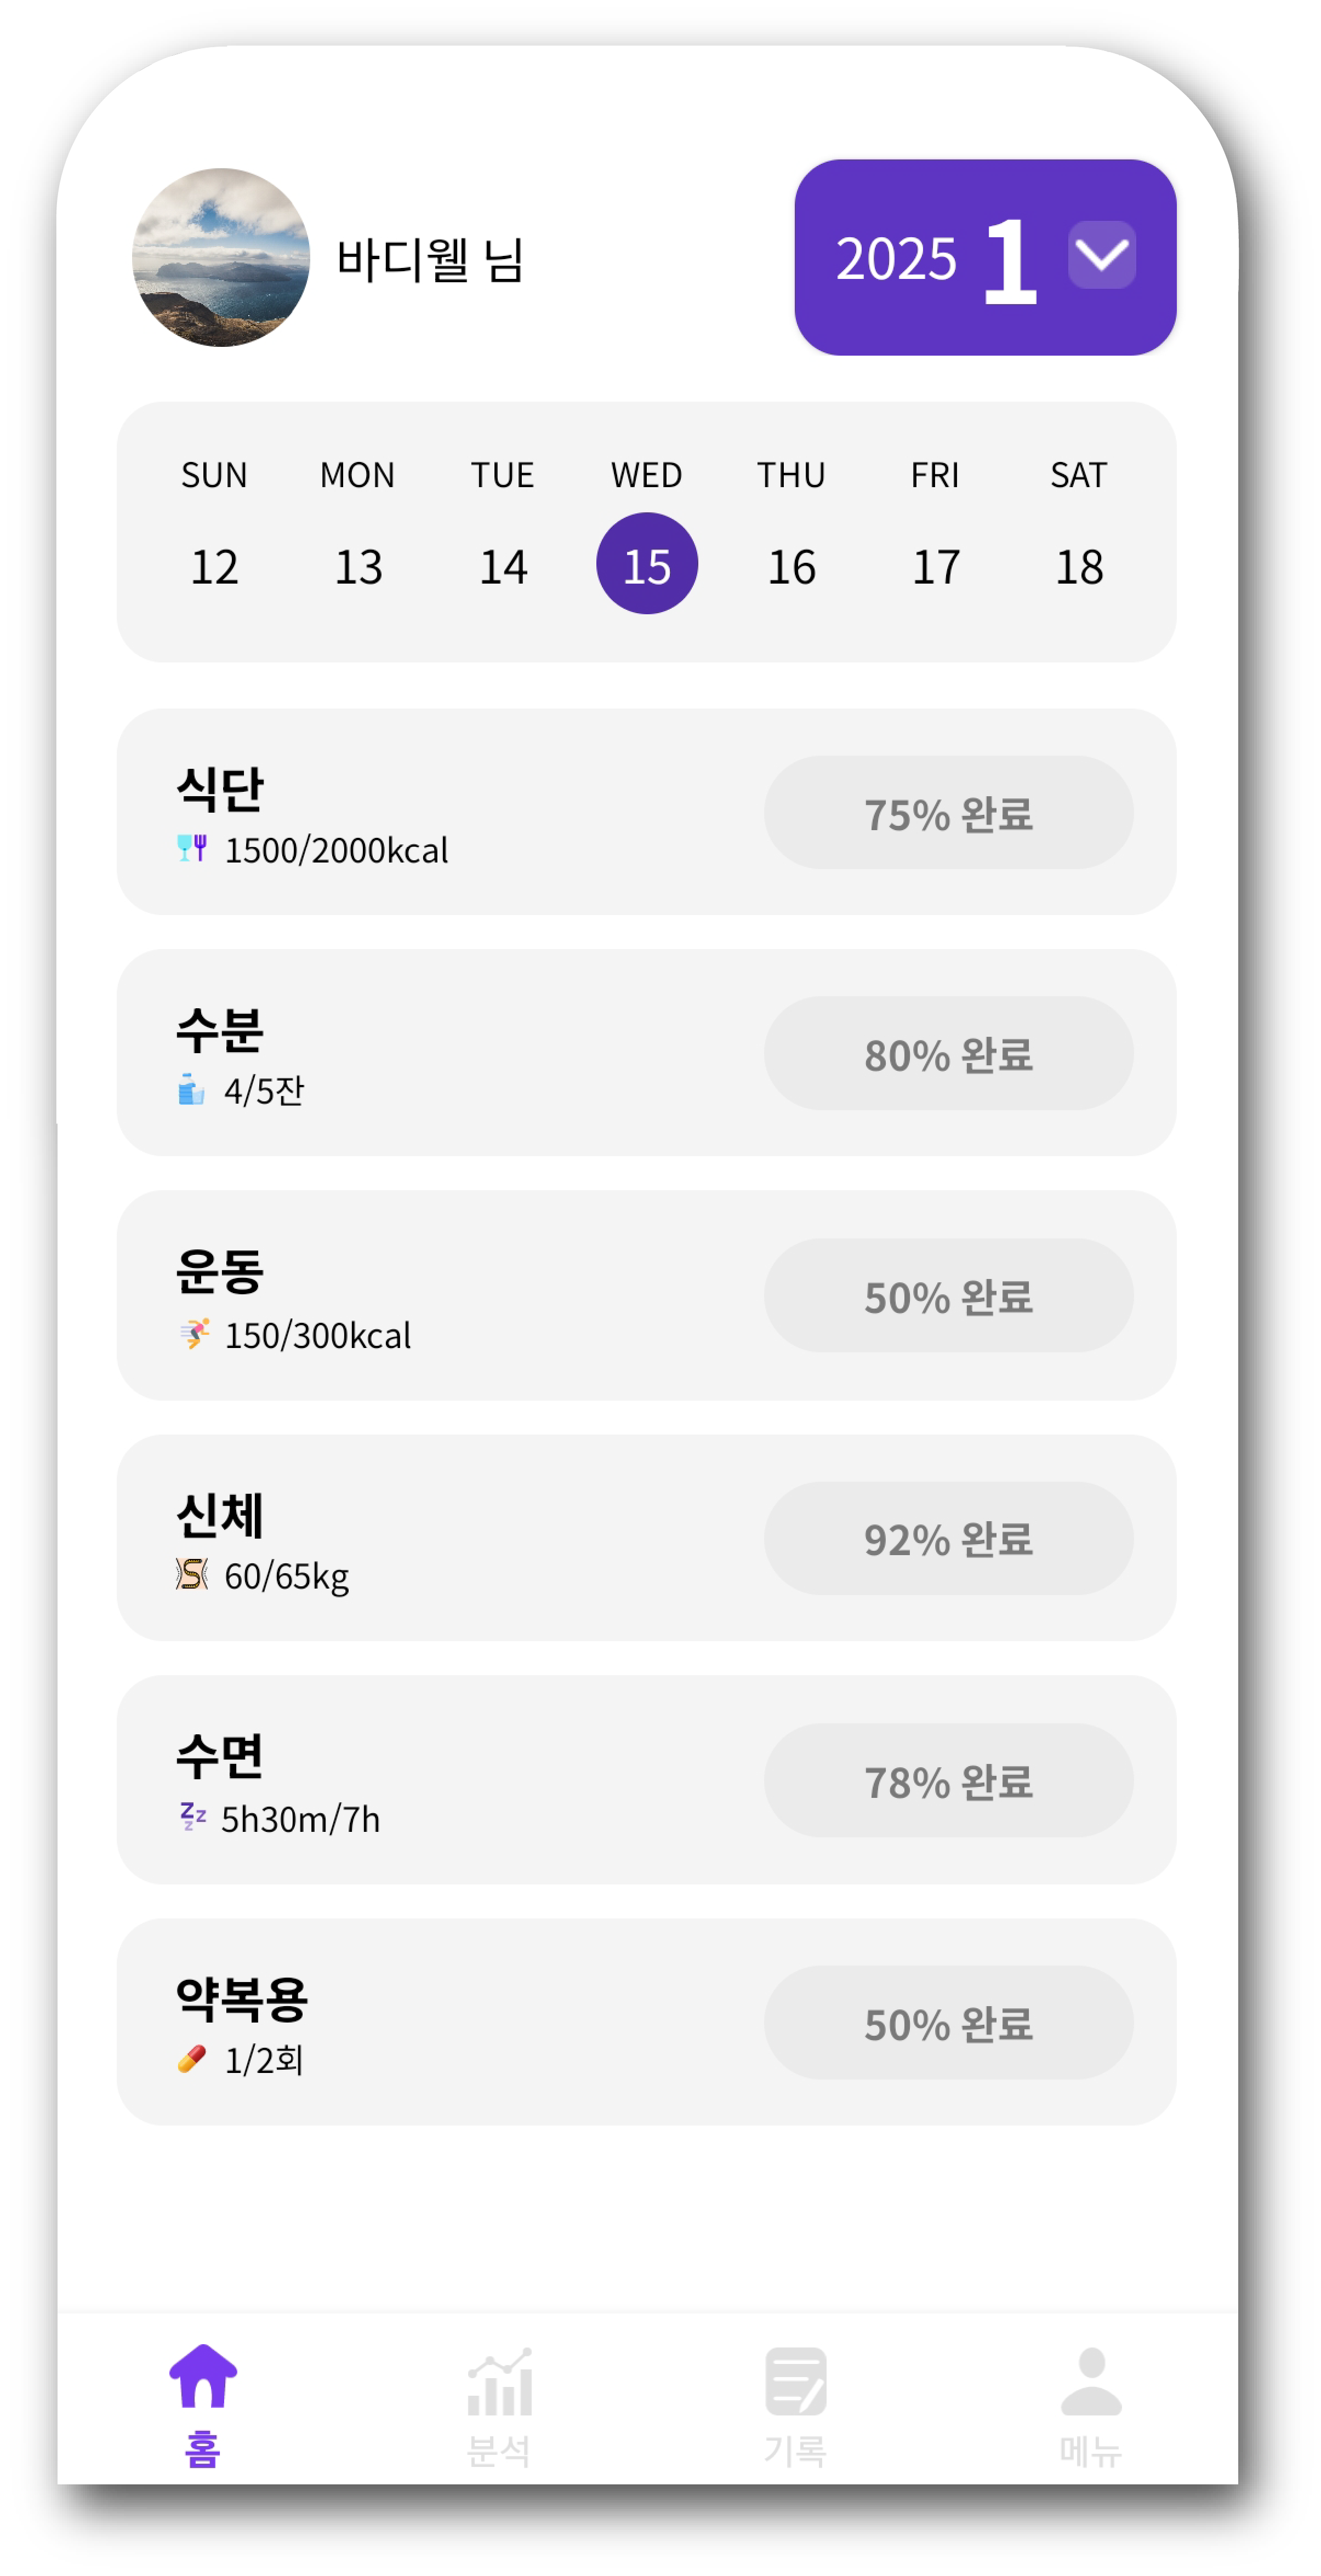 바디웰 님
2025 1
SUN MON TUE WED THU FRI SAT
12 13 14 15 16 17 18
식단
1500/2000kcal
75% 완료
수분
4/5잔
80% 완료
운동
150/300kcal
50% 완료
신체
60/65kg
92% 완료
수면
zzz 5h30m/7h
78% 완료
약복용
1/2회
50% 완료
홈 분석 기록 메뉴